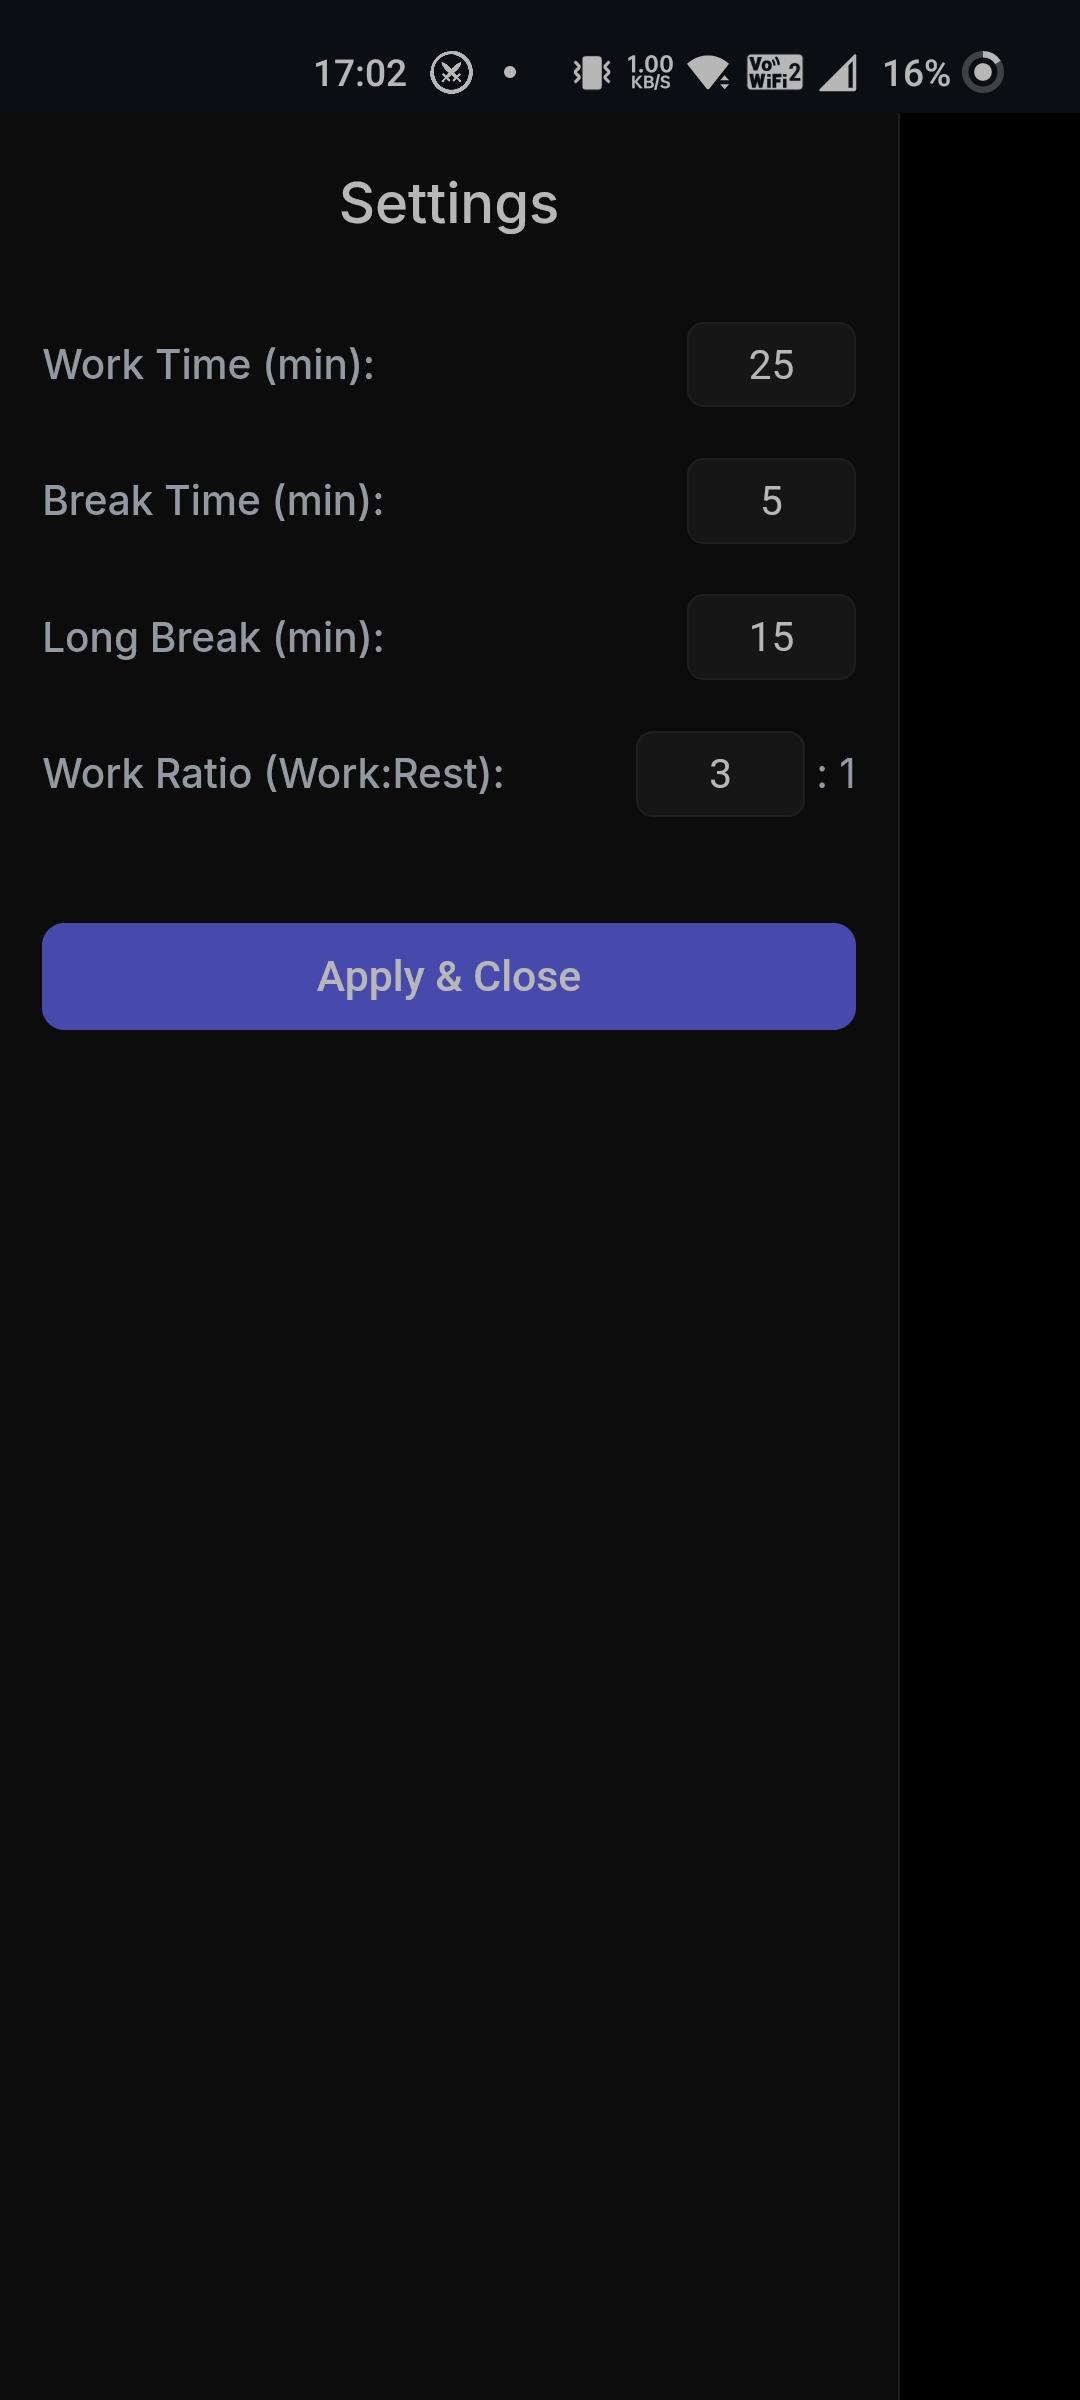 17:02 1.00 KB/S Vo WiFi 2 16%
Settings
Work Time (min): 25
Break Time (min): 5
Long Break (min): 15
Work Ratio (Work:Rest): 3 : 1
Apply & Close